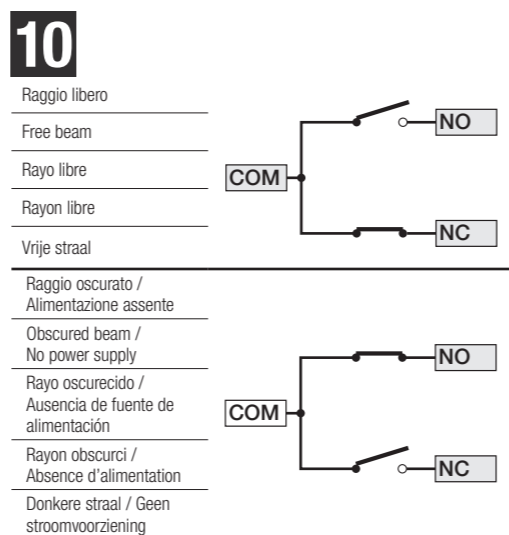 10
Raggio libero
Free beam
Rayo libre
Rayon libre
Vrije straal
COM
NO
NC
Raggio oscurato /
Alimentazione assente
Obscured beam /
No power supply
Rayo oscurecido /
Ausencia de fuente de
alimentación
Rayon obscurci /
Absence d'alimentation
Donkere straal / Geen
stroomvoorziening
COM
NO
NC